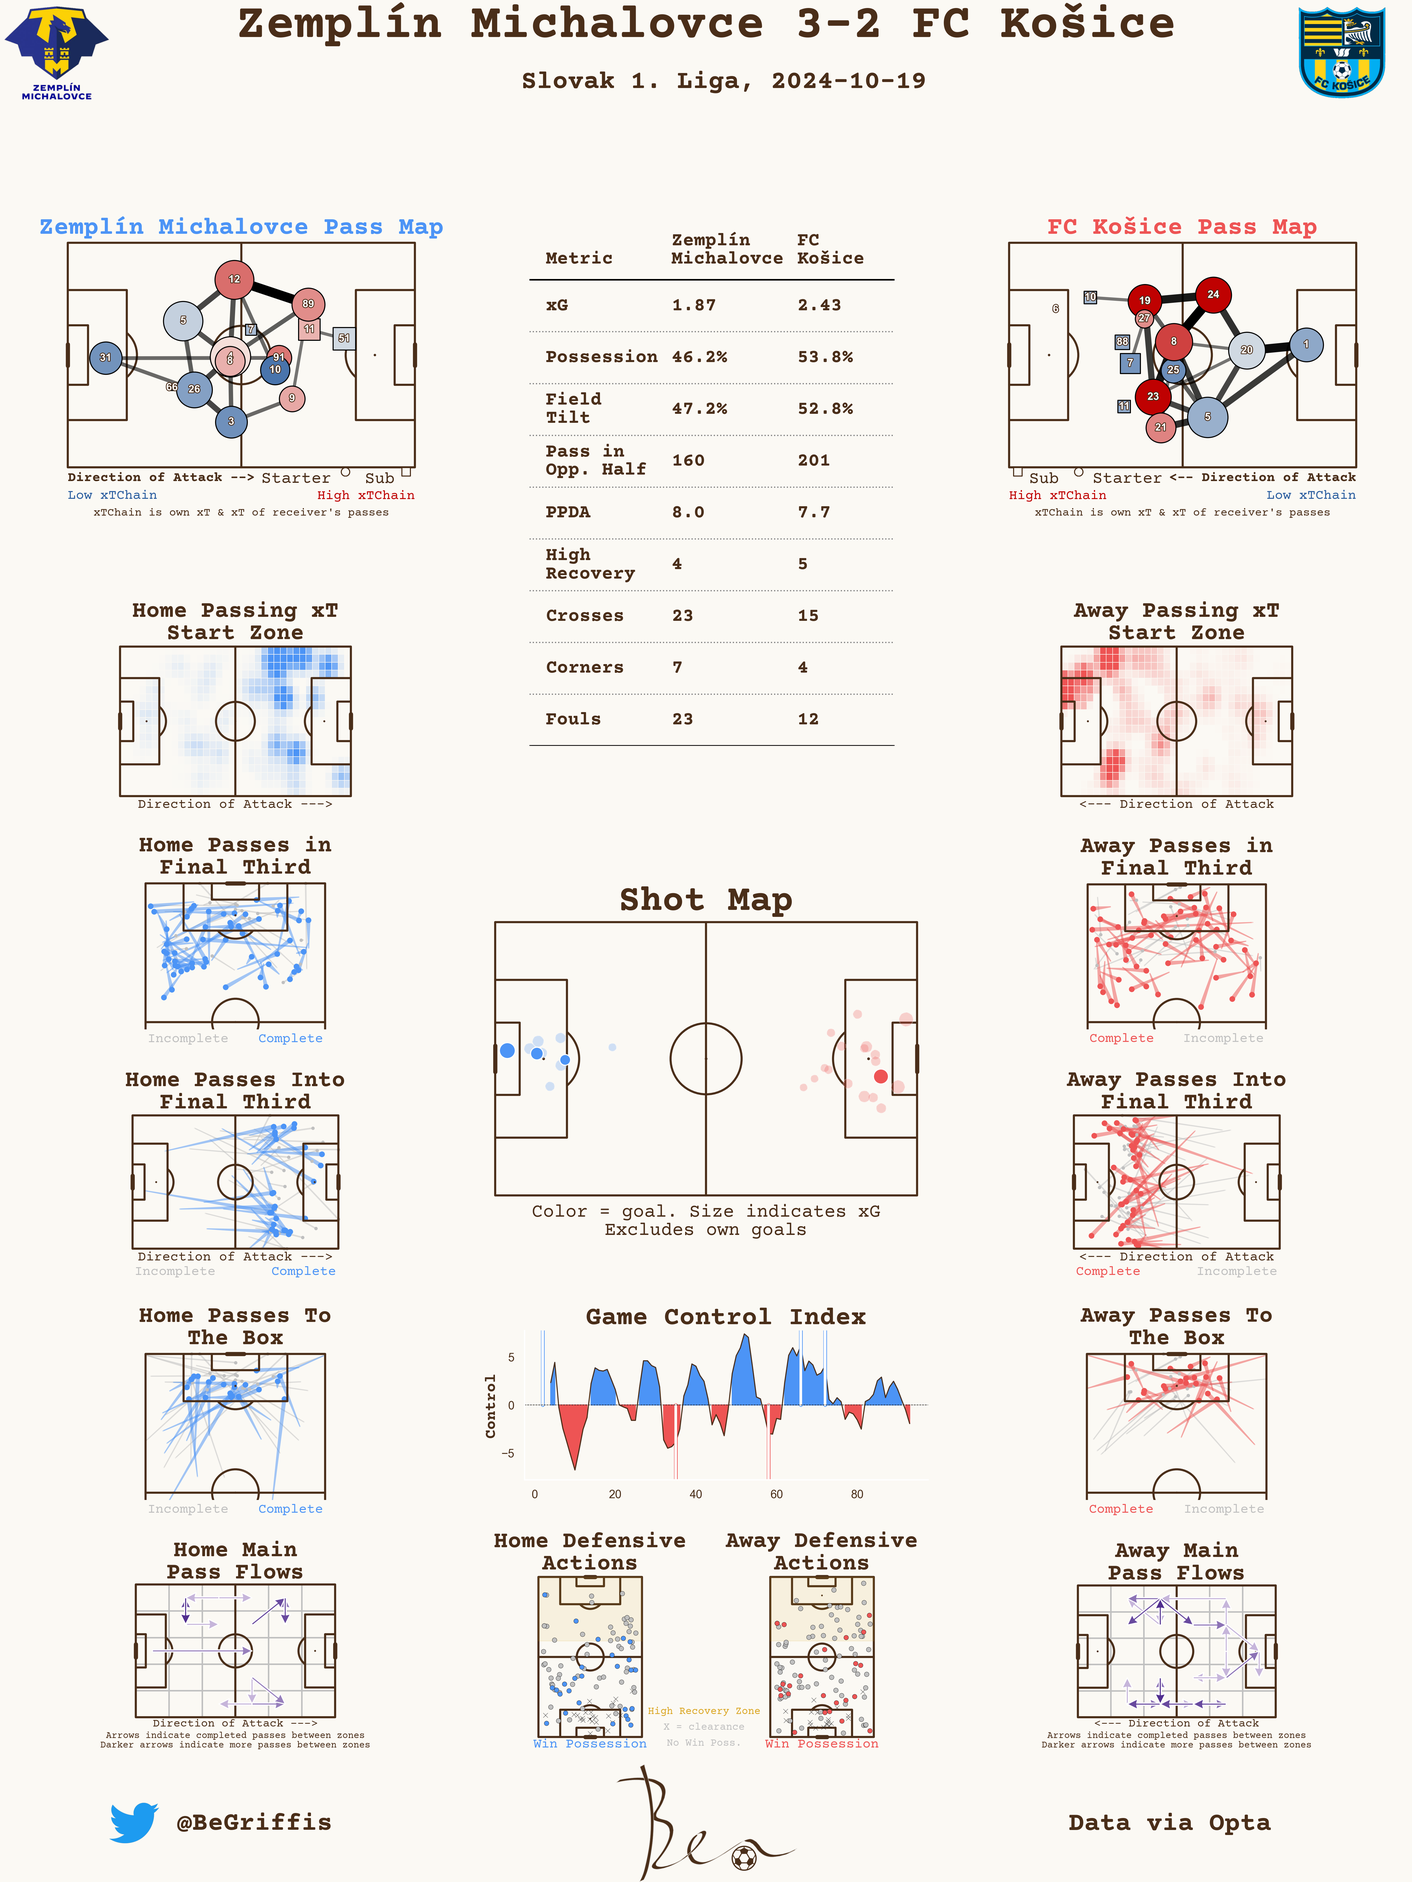 Zemplín Michalovce 3-2 FC Košice
Slovak 1. Liga, 2024-10-19
ZEMPLÍN
MICHALOVCE
FC KOŠICE
Zemplín Michalovce Pass Map
12
89
5
7
11
51
31
4
8
91
10
66
26
9
3
Direction of Attack --> Starter Sub
Low xTChain High xTChain
xTChain is own xT & xT of receiver's passes
Metric Zemplín Michalovce FC Košice
xG 1.87 2.43
Possession 46.2% 53.8%
Field Tilt 47.2% 52.8%
Pass in Opp. Half 160 201
PPDA 8.0 7.7
High Recovery 4 5
Crosses 23 15
Corners 7 4
Fouls 23 12
FC Košice Pass Map
10
19
24
6
27
88
8
20
1
7
25
11
23
5
21
Sub Starter <-- Direction of Attack
High xTChain Low xTChain
xTChain is own xT & xT of receiver's passes
Home Passing xT
Start Zone
Direction of Attack --->
Away Passing xT
Start Zone
<--- Direction of Attack
Home Passes in
Final Third
Incomplete Complete
Away Passes in
Final Third
Complete Incomplete
Shot Map
Color = goal. Size indicates xG
Excludes own goals
Home Passes Into
Final Third
Direction of Attack --->
Incomplete Complete
Away Passes Into
Final Third
<--- Direction of Attack
Complete Incomplete
Home Passes To
The Box
Incomplete Complete
Game Control Index
Control
5
0
−5
0 20 40 60 80
Away Passes To
The Box
Complete Incomplete
Home Main
Pass Flows
Direction of Attack --->
Arrows indicate completed passes between zones
Darker arrows indicate more passes between zones
Home Defensive
Actions
Win Possession
High Recovery Zone
X = clearance
No Win Poss.
Away Defensive
Actions
Win Possession
Away Main
Pass Flows
<--- Direction of Attack
Arrows indicate completed passes between zones
Darker arrows indicate more passes between zones
@BeGriffis
Ben
Data via Opta